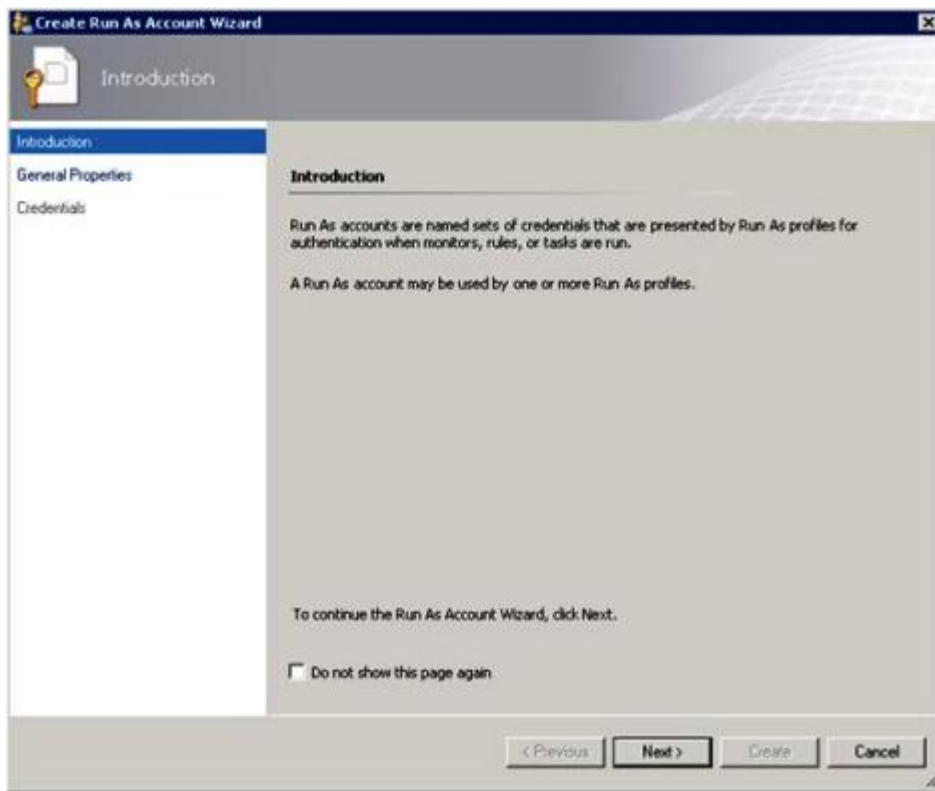 Create Run As Account Wizard
Introduction
Introduction
General Properties
Credentials
Introduction
Run As accounts are named sets of credentials that are presented by Run As profiles for
authentication when monitors, rules, or tasks are run.
A Run As account may be used by one or more Run As profiles.
To continue the Run As Account Wizard, click Next.
Do not show this page again
< Previous
Next >
Create
Cancel